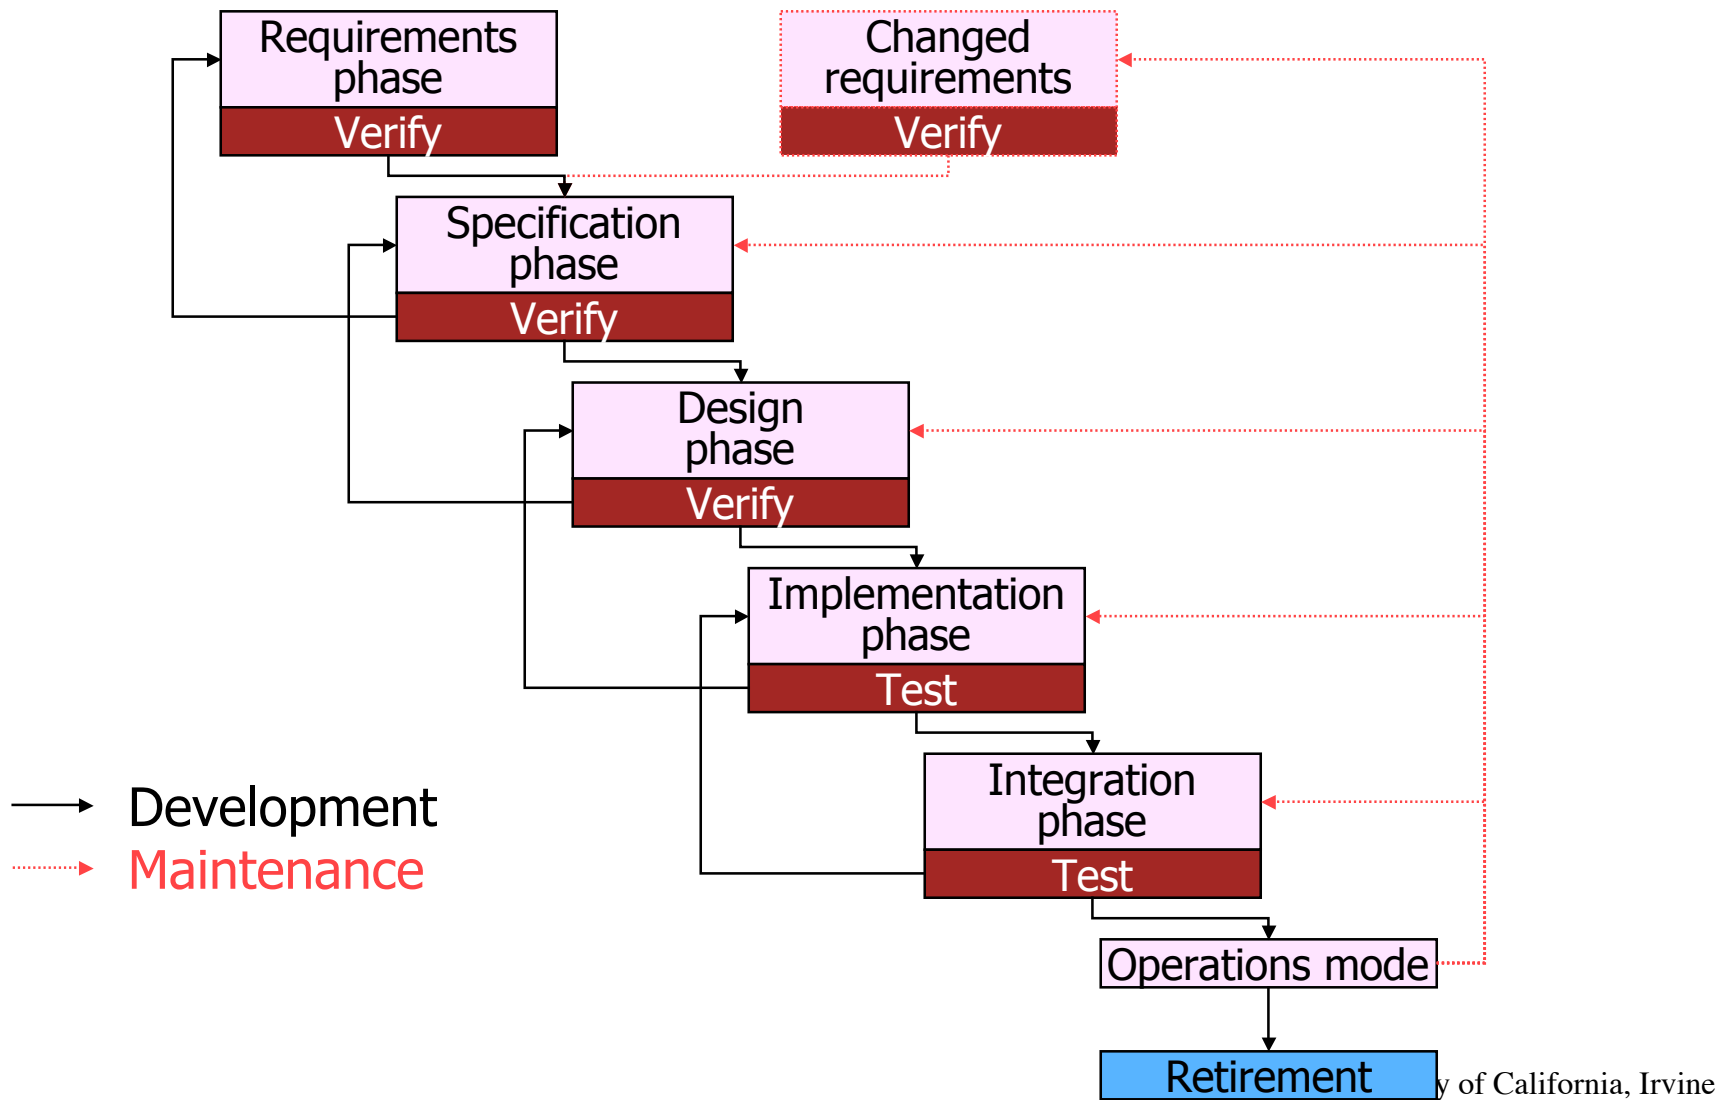 Requirements
phase
Verify
Changed
requirements
Verify
Specification
phase
Verify
Design
phase
Verify
Implementation
phase
Test
Integration
phase
Test
Development
Maintenance
Operations mode
Retirement
of California, Irvine